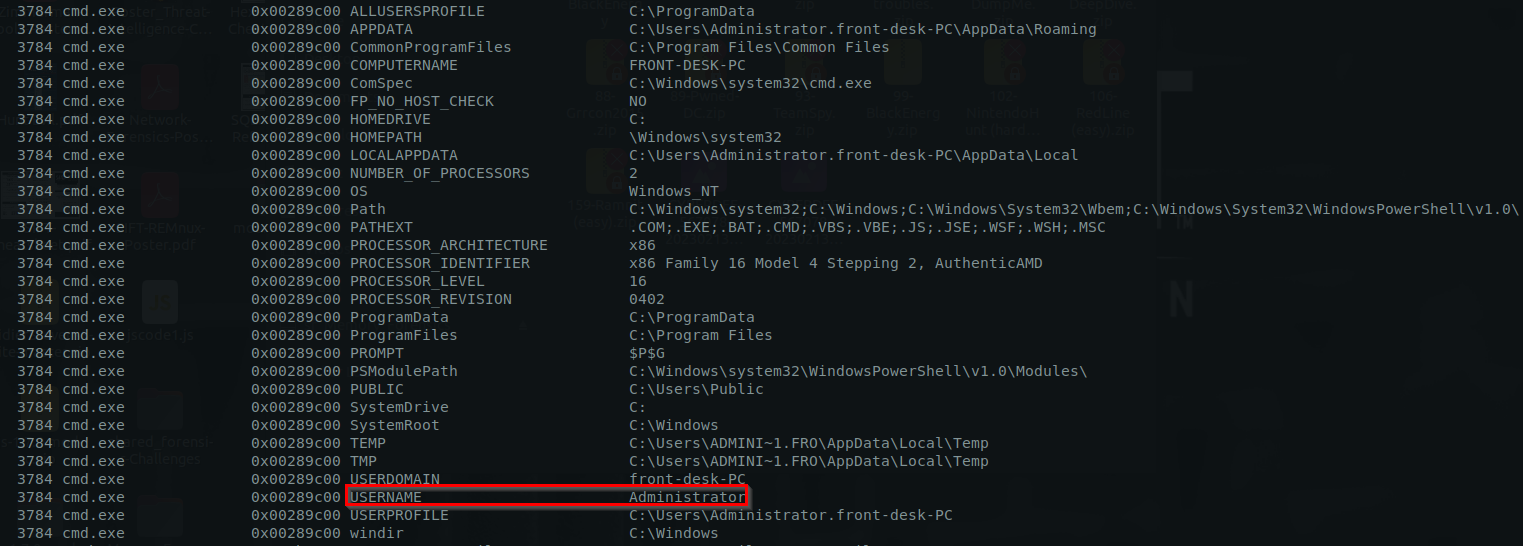 3784 cmd.exe 0x00289c00 ALLUSERSPROFILE C:\ProgramData
3784 cmd.exe 0x00289c00 APPDATA C:\Users\Administrator.front-desk-PC\AppData\Roaming
3784 cmd.exe 0x00289c00 CommonProgramFiles C:\Program Files\Common Files
3784 cmd.exe 0x00289c00 COMPUTERNAME FRONT-DESK-PC
3784 cmd.exe 0x00289c00 ComSpec C:\Windows\system32\cmd.exe
3784 cmd.exe 0x00289c00 FP_NO_HOST_CHECK NO
3784 cmd.exe 0x00289c00 HOMEDRIVE C:
3784 cmd.exe 0x00289c00 HOMEPATH \Windows\system32
3784 cmd.exe 0x00289c00 LOCALAPPDATA C:\Users\Administrator.front-desk-PC\AppData\Local
3784 cmd.exe 0x00289c00 NUMBER_OF_PROCESSORS 2
3784 cmd.exe 0x00289c00 OS Windows_NT
3784 cmd.exe 0x00289c00 Path C:\Windows\system32;C:\Windows;C:\Windows\System32\Wbem;C:\Windows\System32\WindowsPowerShell\v1.0\
3784 cmd.exe 0x00289c00 PATHEXT .COM;.EXE;.BAT;.CMD;.VBS;.VBE;.JS;.JSE;.WSF;.WSH;.MSC
3784 cmd.exe 0x00289c00 PROCESSOR_ARCHITECTURE x86
3784 cmd.exe 0x00289c00 PROCESSOR_IDENTIFIER x86 Family 16 Model 4 Stepping 2, AuthenticAMD
3784 cmd.exe 0x00289c00 PROCESSOR_LEVEL 16
3784 cmd.exe 0x00289c00 PROCESSOR_REVISION 0402
3784 cmd.exe 0x00289c00 ProgramData C:\ProgramData
3784 cmd.exe 0x00289c00 ProgramFiles C:\Program Files
3784 cmd.exe 0x00289c00 PROMPT $P$G
3784 cmd.exe 0x00289c00 PSModulePath C:\Windows\system32\WindowsPowerShell\v1.0\Modules\
3784 cmd.exe 0x00289c00 PUBLIC C:\Users\Public
3784 cmd.exe 0x00289c00 SystemDrive C:
3784 cmd.exe 0x00289c00 SystemRoot C:\Windows
3784 cmd.exe 0x00289c00 TEMP C:\Users\ADMINI~1.FRO\AppData\Local\Temp
3784 cmd.exe 0x00289c00 TMP C:\Users\ADMINI~1.FRO\AppData\Local\Temp
3784 cmd.exe 0x00289c00 USERDOMAIN front-desk-PC
3784 cmd.exe 0x00289c00 USERNAME Administrator
3784 cmd.exe 0x00289c00 USERPROFILE C:\Users\Administrator.front-desk-PC
3784 cmd.exe 0x00289c00 windir C:\Windows